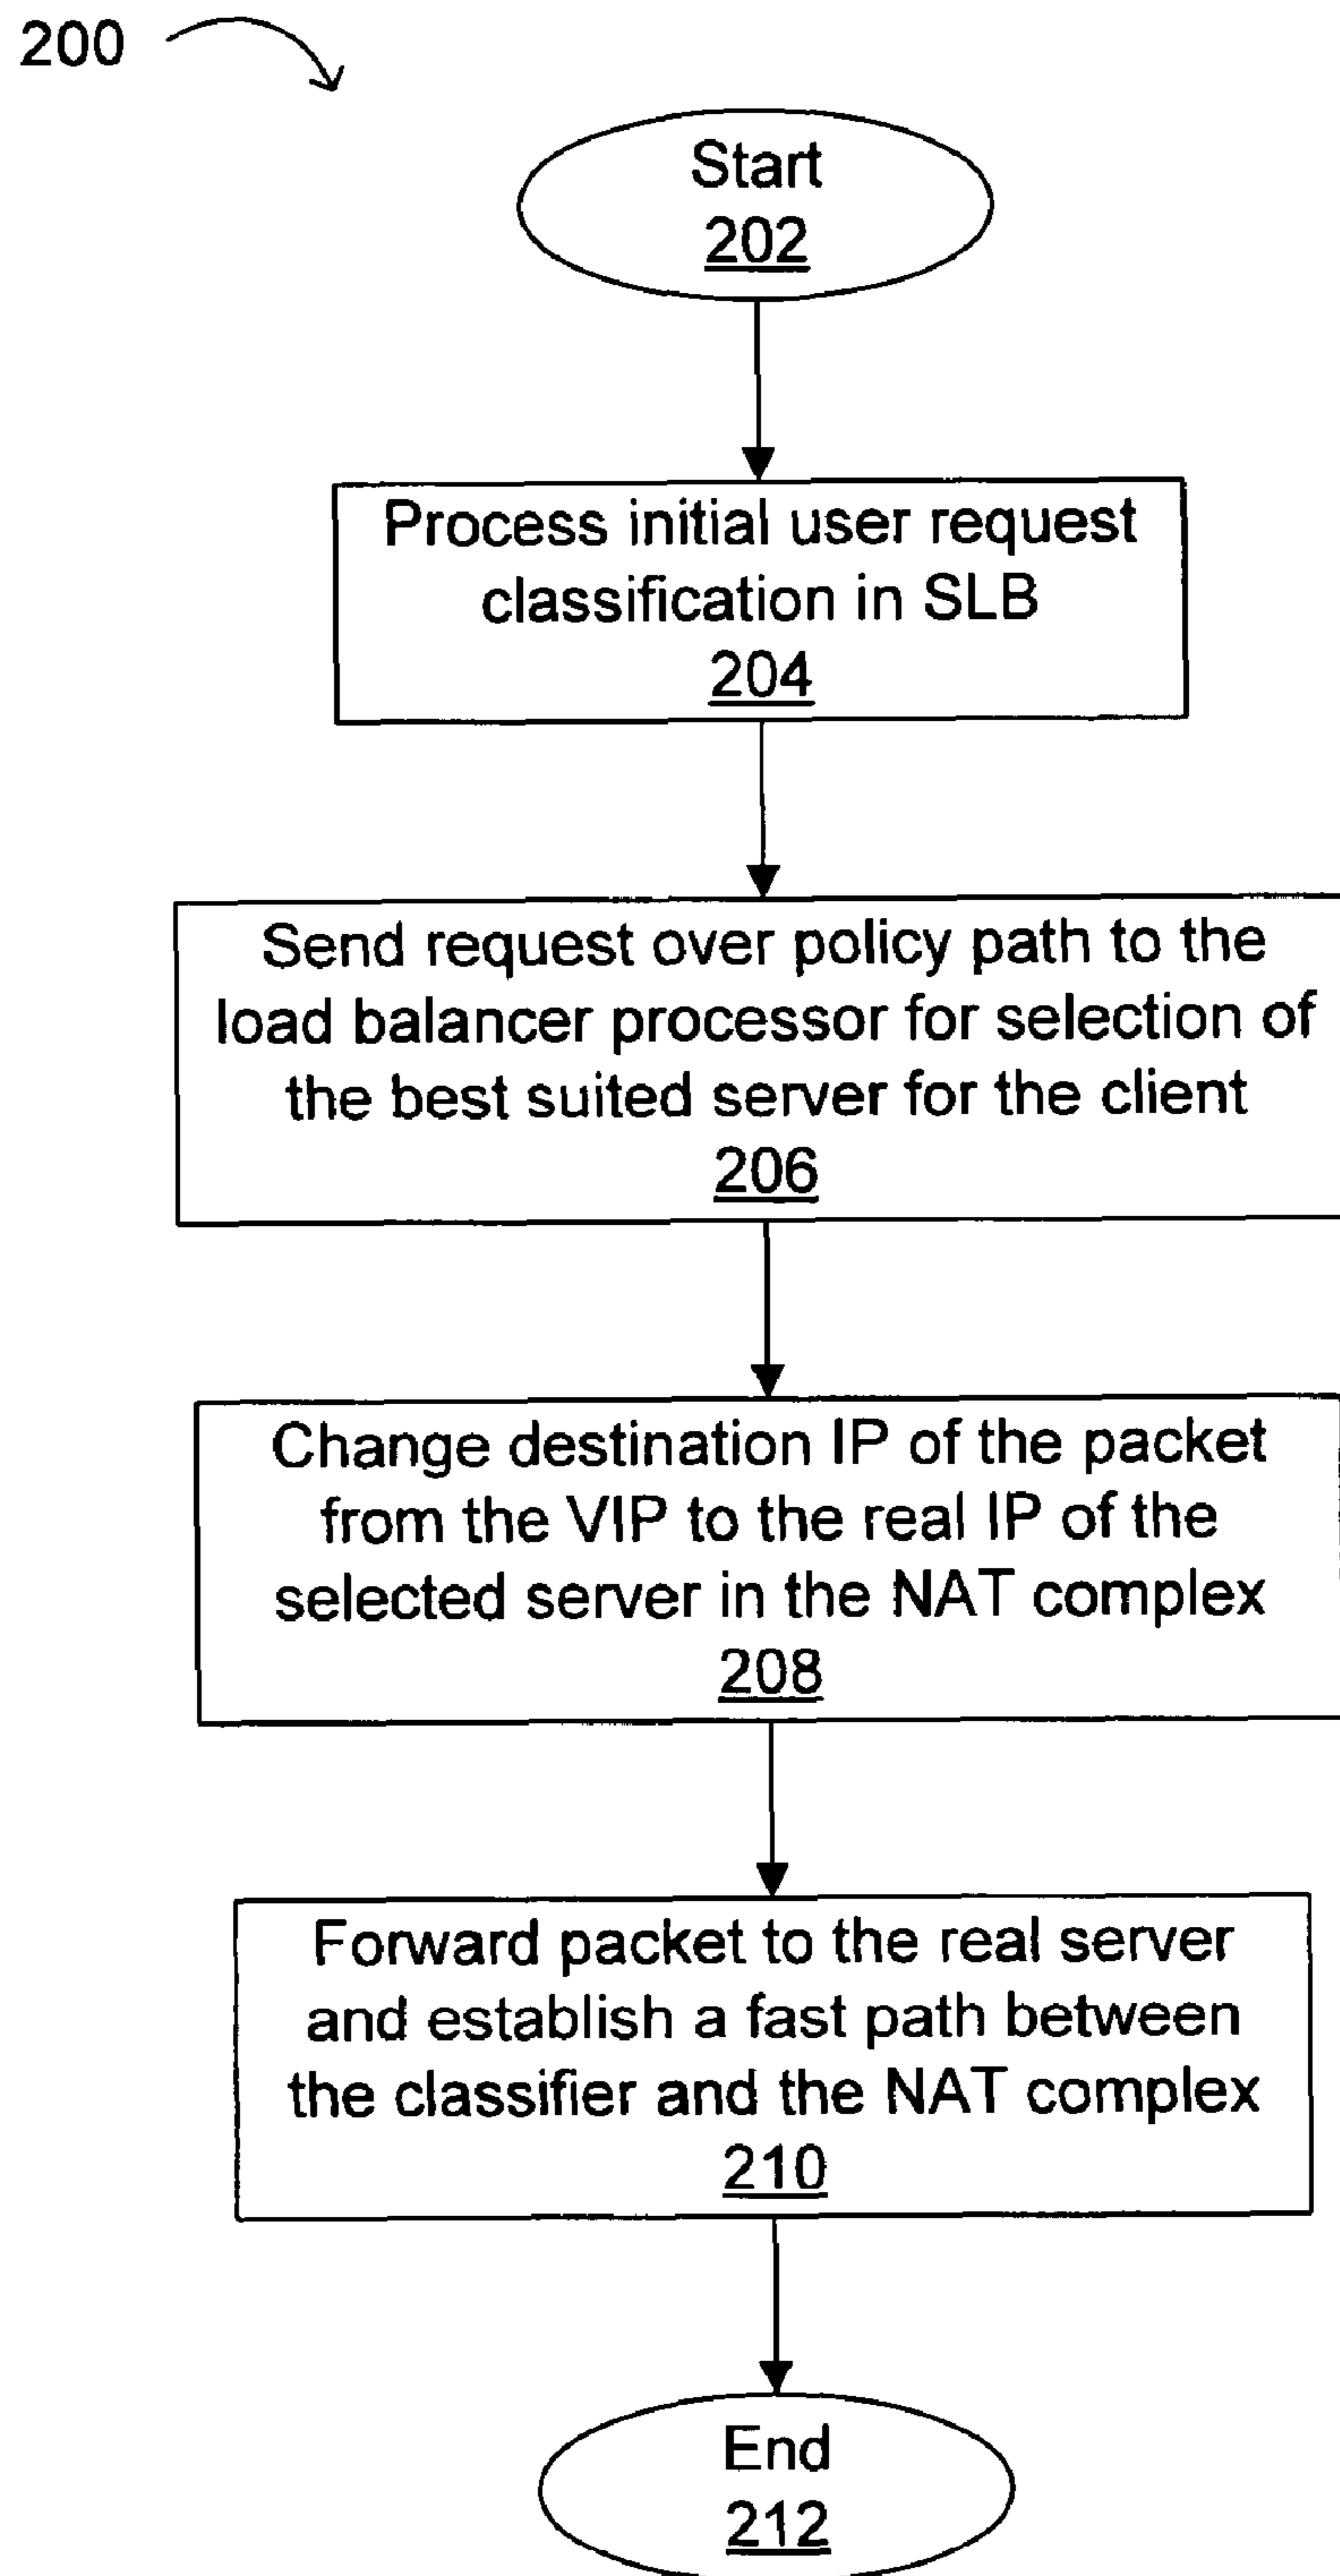 200
Start
202
Process initial user request
classification in SLB
204
Send request over policy path to the
load balancer processor for selection of
the best suited server for the client
206
Change destination IP of the packet
from the VIP to the real IP of the
selected server in the NAT complex
208
Forward packet to the real server
and establish a fast path between
the classifier and the NAT complex
210
End
212